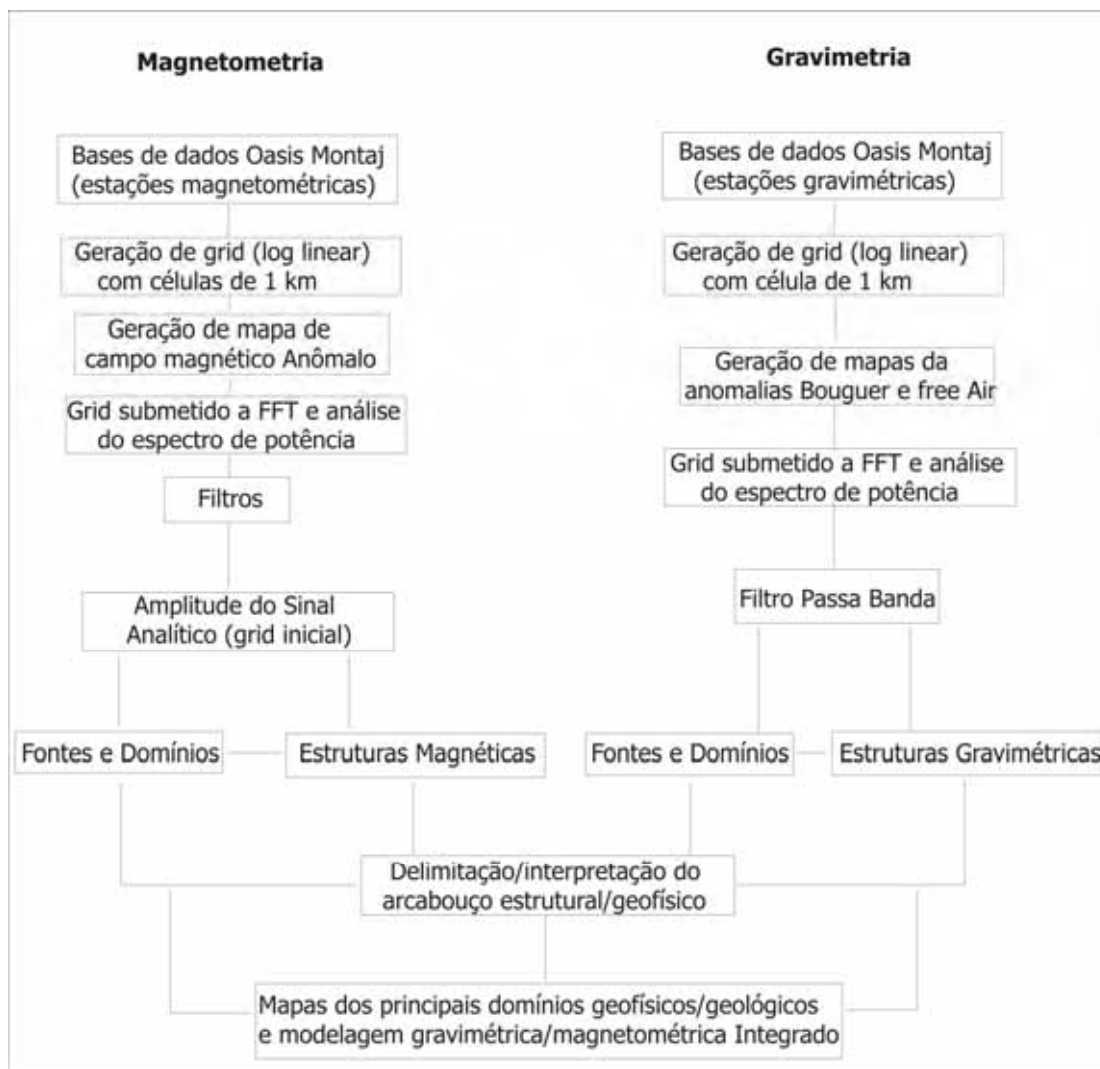 Magnetometria
Bases de dados Oasis Montaj
(estações magnetométricas)
Geração de grid (log linear)
com células de 1 km
Geração de mapa de
campo magnético Anômalo
Grid submetido a FFT e análise
do espectro de potência
Filtros
Amplitude do Sinal
Analítico (grid inicial)
Fontes e Domínios
Estruturas Magnéticas
Gravimetria
Bases de dados Oasis Montaj
(estações gravimétricas)
Geração de grid (log linear)
com célula de 1 km
Geração de mapas da
anomalias Bouguer e free Air
Grid submetido a FFT e análise
do espectro de potência
Filtro Passa Banda
Fontes e Domínios
Estruturas Gravimétricas
Delimitação/interpretação do
arcabouço estrutural/geofísico
Mapas dos principais domínios geofísicos/geológicos
e modelagem gravimétrica/magnetométrica Integrado